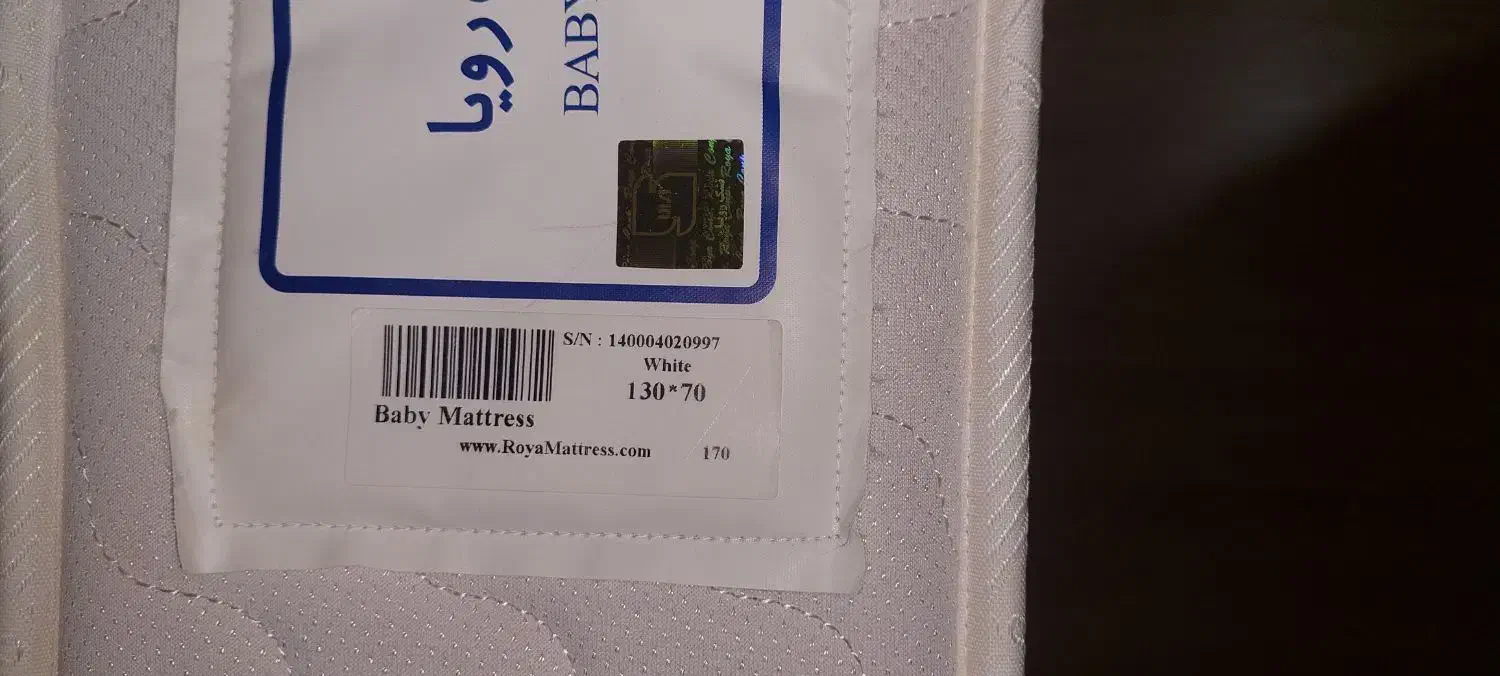 رویا
BABY
S/N : 140004020997
White
130*70
Baby Mattress
www.RoyaMattress.com
170